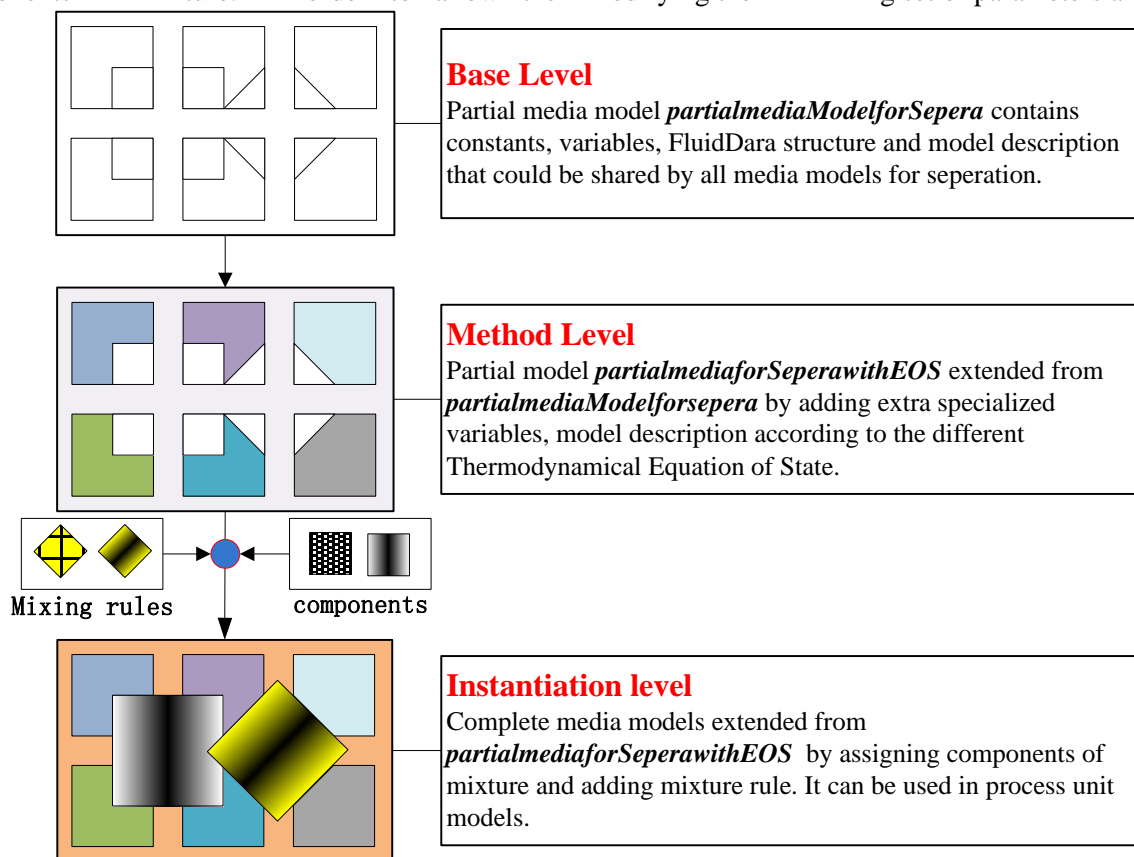 Base Level
Partial media model partialmediaModelforSepera contains
constants, variables, FluidDara structure and model description
that could be shared by all media models for seperation.
Method Level
Partial model partialmediaforSeperawithEOS extended from
partialmediaModelforsepera by adding extra specialized
variables, model description according to the different
Thermodynamical Equation of State.
Mixing rules
components
Instantiation level
Complete media models extended from
partialmediaforSeperawithEOS by assigning components of
mixture and adding mixture rule. It can be used in process unit
models.